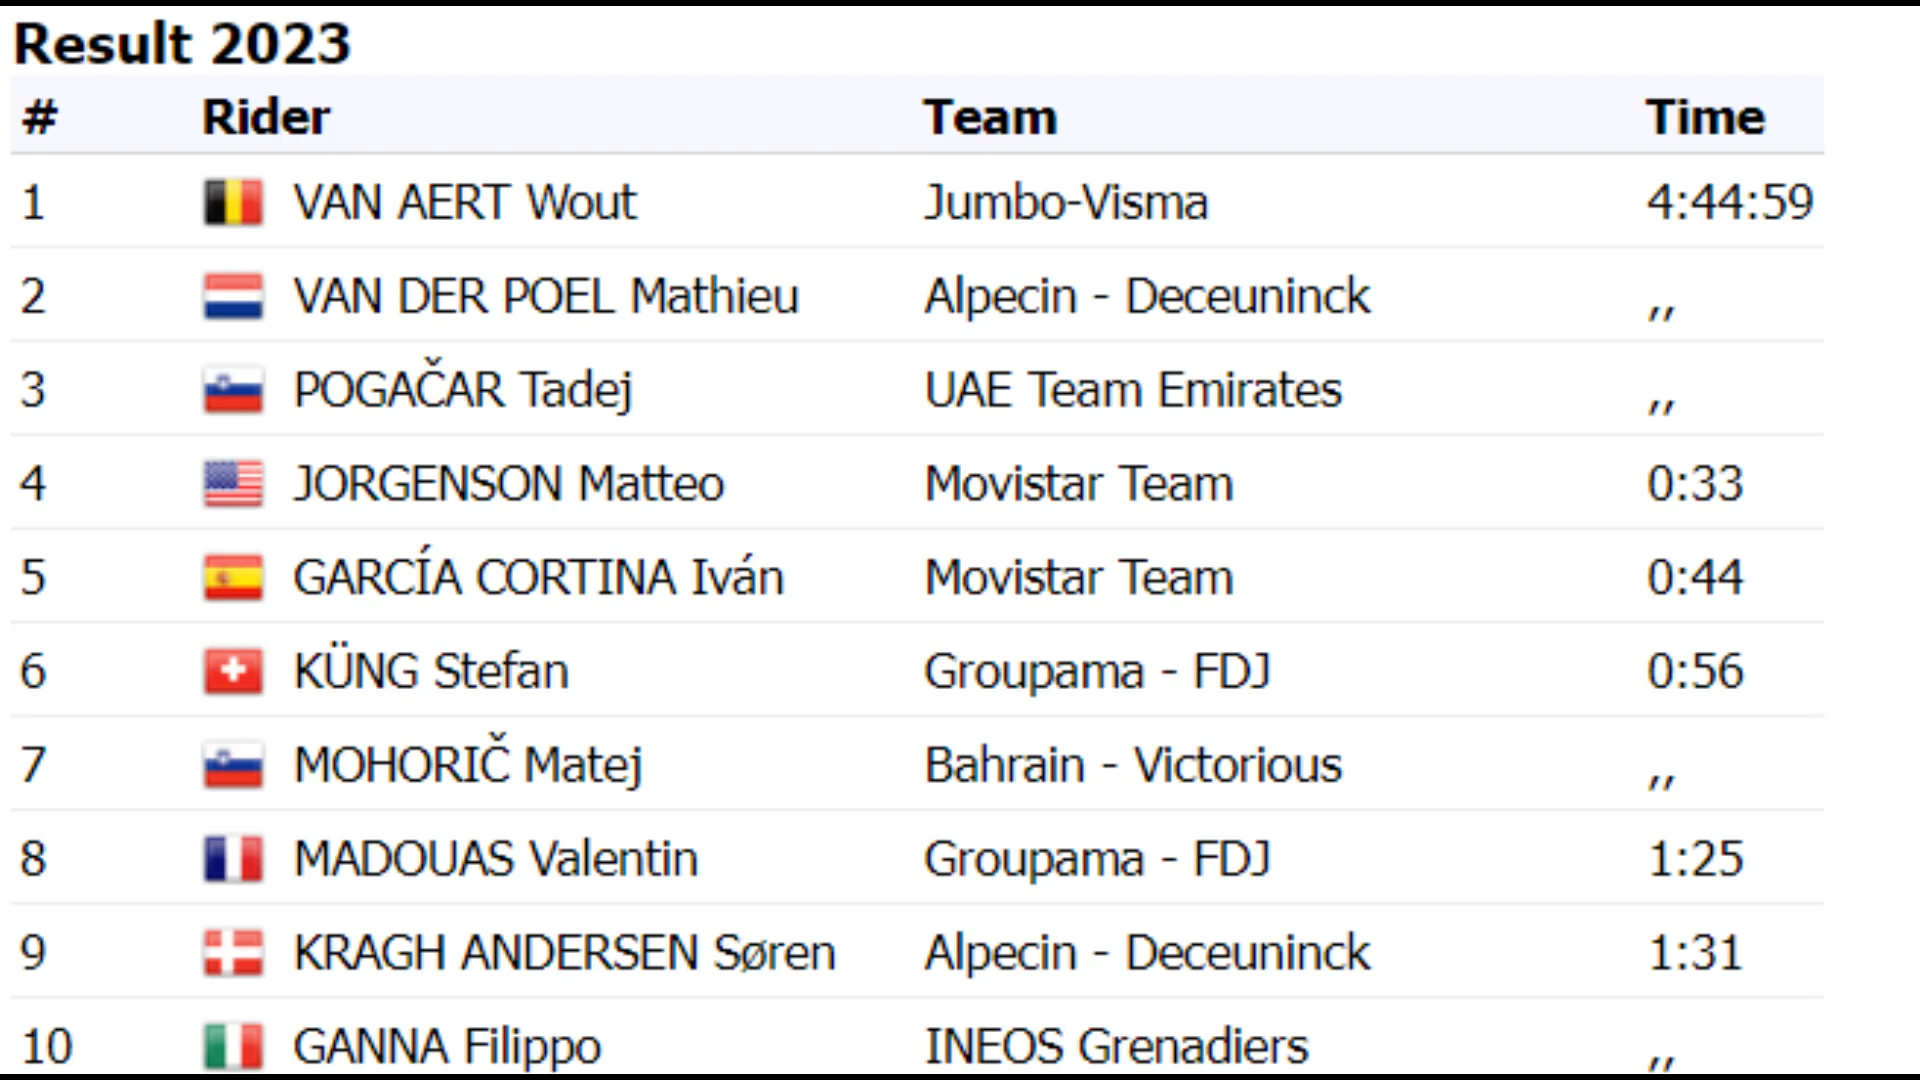 Result 2023
# Rider Team Time
1 VAN AERT Wout Jumbo-Visma 4:44:59
2 VAN DER POEL Mathieu Alpecin - Deceuninck ,,
3 POGAČAR Tadej UAE Team Emirates ,,
4 JORGENSON Matteo Movistar Team 0:33
5 GARCÍA CORTINA Iván Movistar Team 0:44
6 KÜNG Stefan Groupama - FDJ 0:56
7 MOHORIČ Matej Bahrain - Victorious ,,
8 MADOUAS Valentin Groupama - FDJ 1:25
9 KRAGH ANDERSEN Søren Alpecin - Deceuninck 1:31
10 GANNA Filippo INEOS Grenadiers ,,